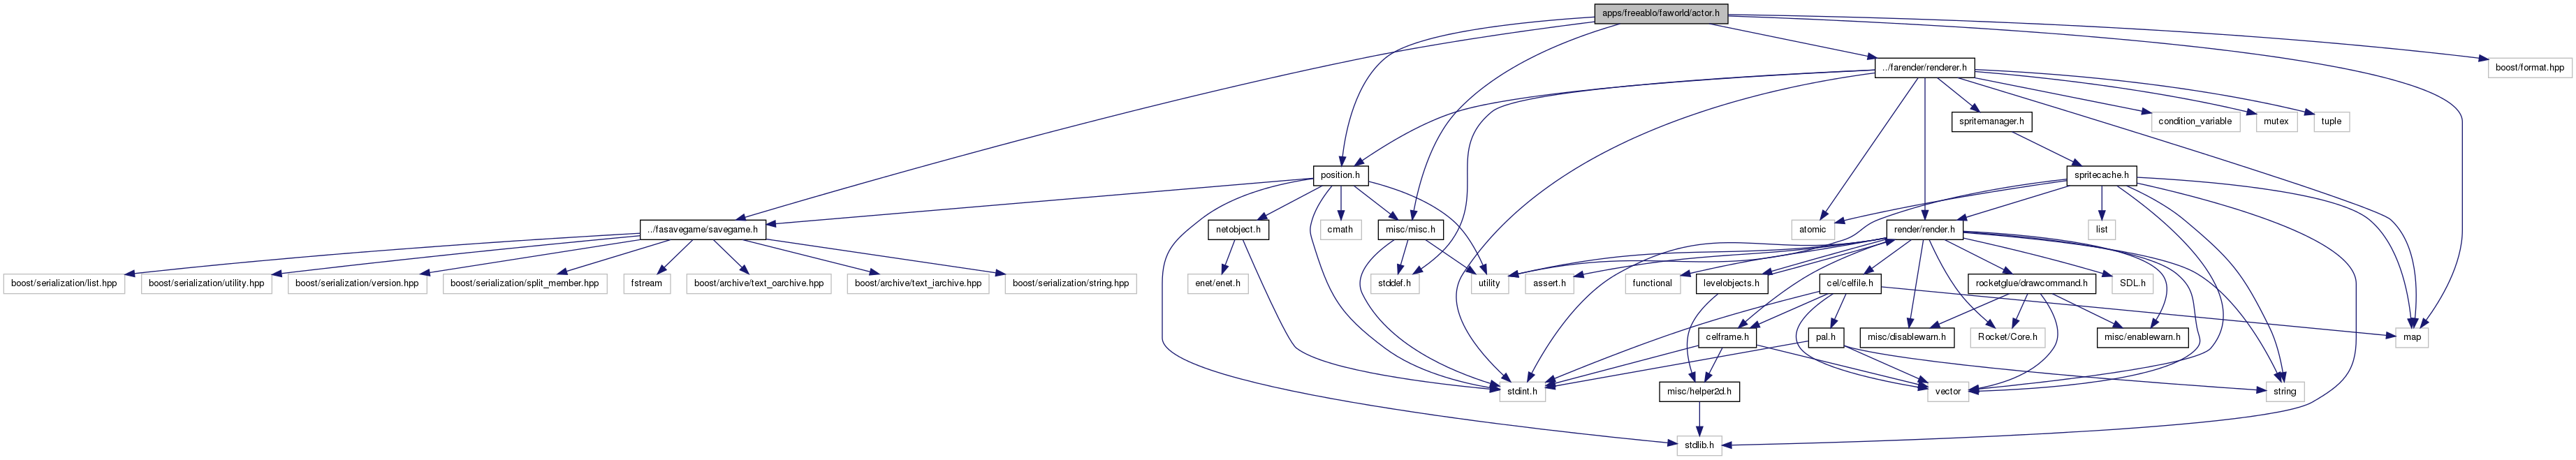 apps/freeablo/faworld/actor.h
../farender/renderer.h
boost/format.hpp
spritemanager.h
condition_variable
mutex
tuple
position.h
spritecache.h
../fasavegame/savegame.h
netobject.h
cmath
misc/misc.h
atomic
render/render.h
list
boost/serialization/list.hpp
boost/serialization/utility.hpp
boost/serialization/version.hpp
boost/serialization/split_member.hpp
fstream
boost/archive/text_oarchive.hpp
boost/archive/text_iarchive.hpp
boost/serialization/string.hpp
enet/enet.h
stddef.h
utility
assert.h
functional
levelobjects.h
cel/celfile.h
rocketglue/drawcommand.h
SDL.h
celframe.h
pal.h
misc/disablewarn.h
Rocket/Core.h
misc/enablewarn.h
map
stdint.h
misc/helper2d.h
vector
string
stdlib.h